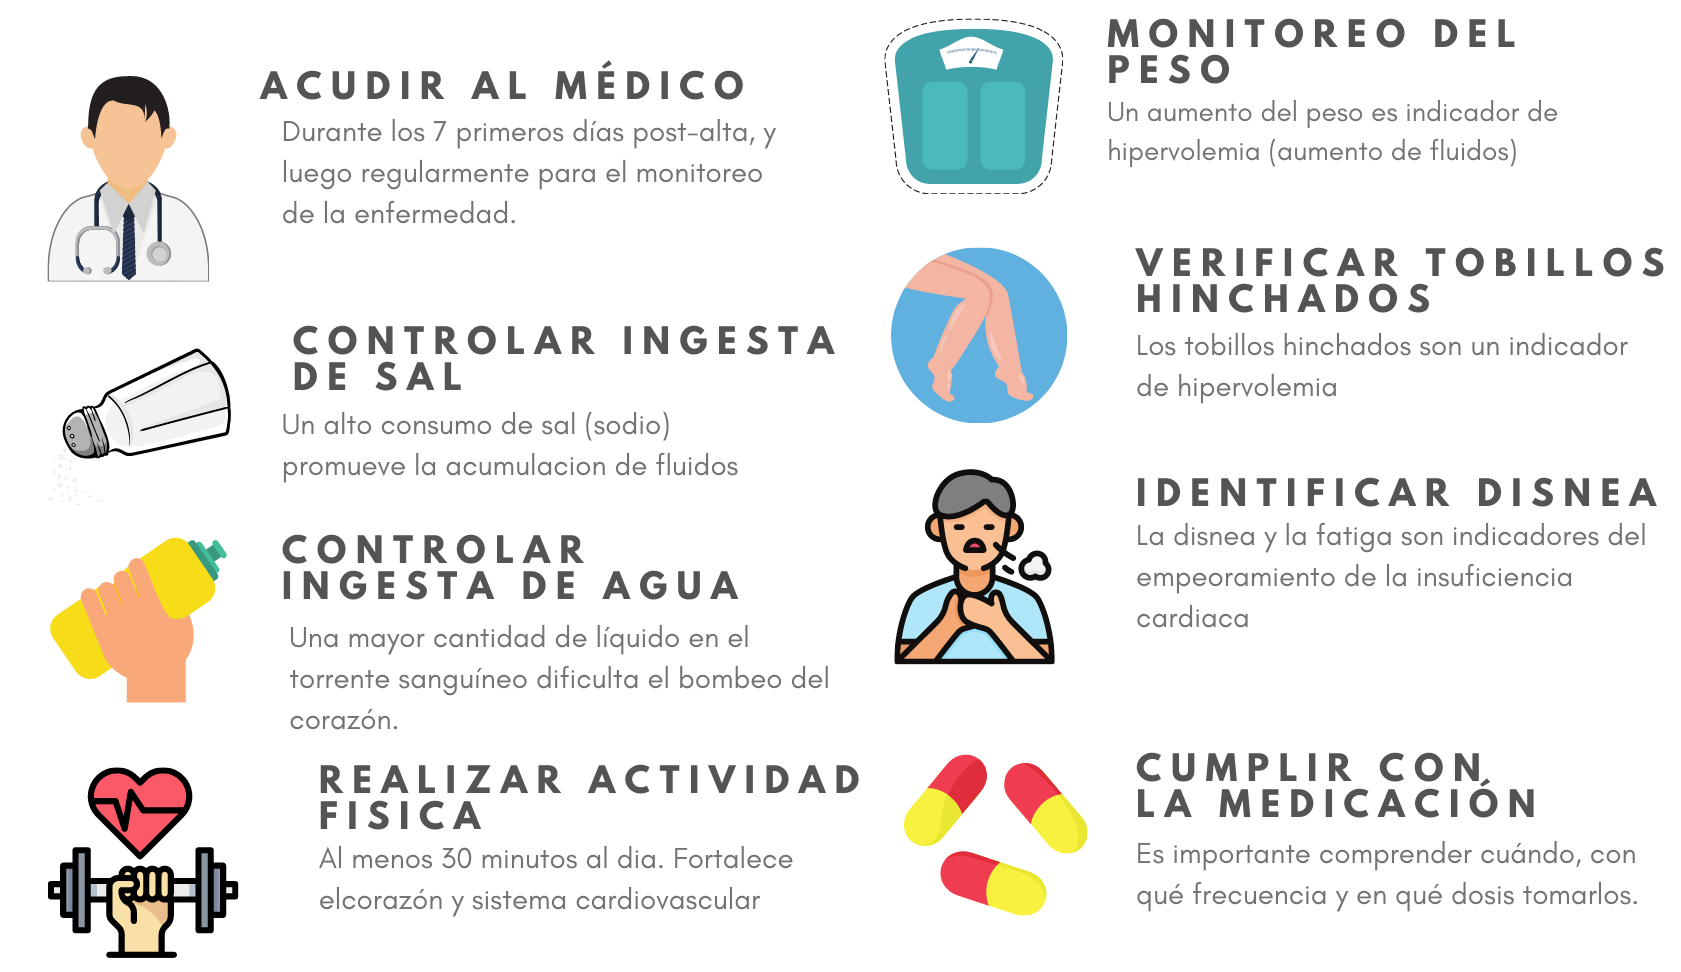 ACUDIR AL MÉDICO
Durante los 7 primeros días post-alta, y
luego regularmente para el monitoreo
de la enfermedad.
CONTROLAR INGESTA
DE SAL
Un alto consumo de sal (sodio)
promueve la acumulacion de fluidos
CONTROLAR
INGESTA DE AGUA
Una mayor cantidad de líquido en el
torrente sanguíneo dificulta el bombeo del
corazón.
REALIZAR ACTIVIDAD
FISICA
Al menos 30 minutos al dia. Fortalece
elcorazón y sistema cardiovascular
MONITOREO DEL
PESO
Un aumento del peso es indicador de
hipervolemia (aumento de fluidos)
VERIFICAR TOBILLOS
HINCHADOS
Los tobillos hinchados son un indicador
de hipervolemia
IDENTIFICAR DISNEA
La disnea y la fatiga son indicadores del
empeoramiento de la insuficiencia
cardiaca
CUMPLIR CON
LA MEDICACIÓN
Es importante comprender cuándo, con
qué frecuencia y en qué dosis tomarlos.